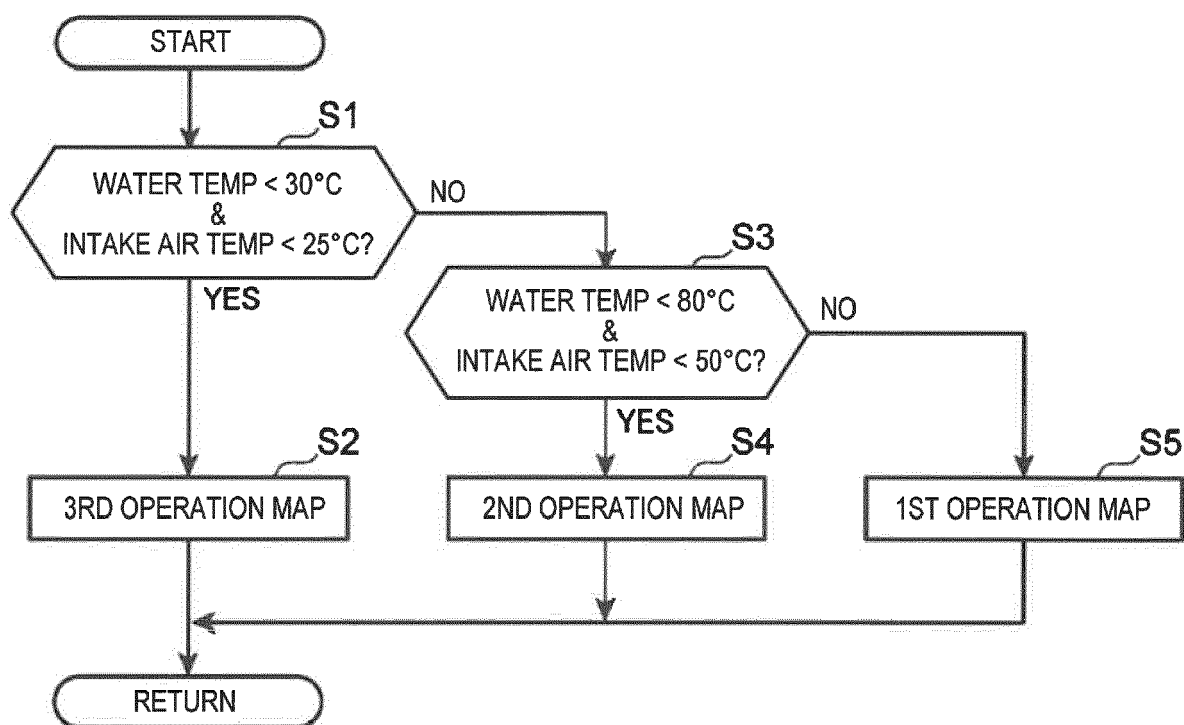 START
S1
WATER TEMP < 30°C
&
INTAKE AIR TEMP < 25°C?
NO
YES
S3
WATER TEMP < 80°C
&
INTAKE AIR TEMP < 50°C?
NO
YES
S2
3RD OPERATION MAP
S4
2ND OPERATION MAP
S5
1ST OPERATION MAP
RETURN